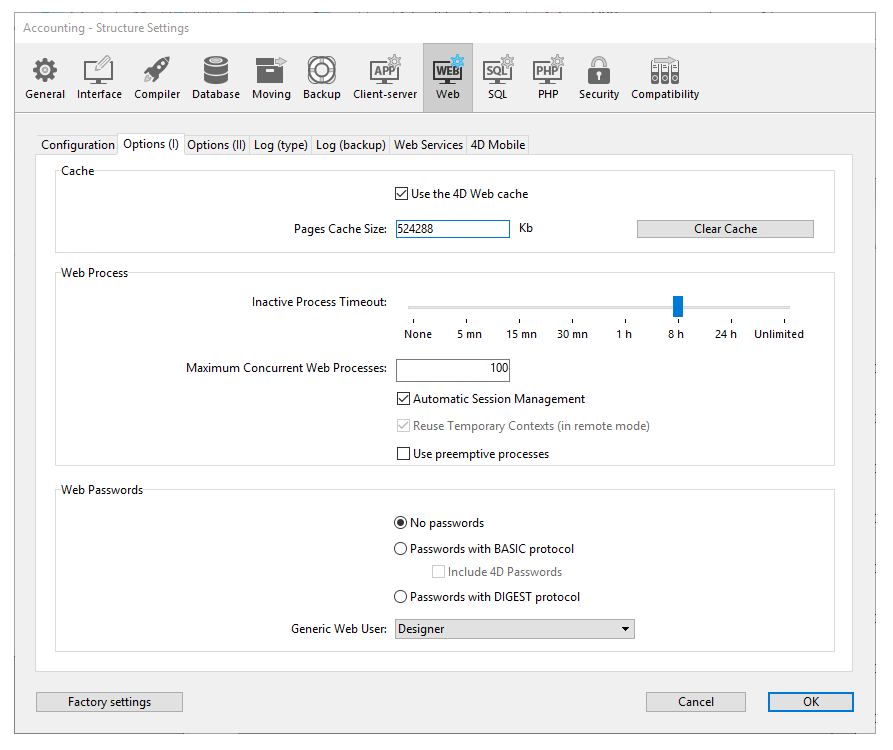 Accounting - Structure Settings
APP WEB SQL PHP
General Interface Compiler Database Moving Backup Client-server Web SQL PHP Security Compatibility
Configuration Options (I) Options (II) Log (type) Log (backup) Web Services 4D Mobile
Cache
Use the 4D Web cache
Pages Cache Size: 524288 Kb Clear Cache
Web Process
Inactive Process Timeout:
None 5 mn 15 mn 30 mn 1 h 8 h 24 h Unlimited
Maximum Concurrent Web Processes: 100
Automatic Session Management
Reuse Temporary Contexts (in remote mode)
Use preemptive processes
Web Passwords
No passwords
Passwords with BASIC protocol
Include 4D Passwords
Passwords with DIGEST protocol
Generic Web User: Designer
Factory settings Cancel OK